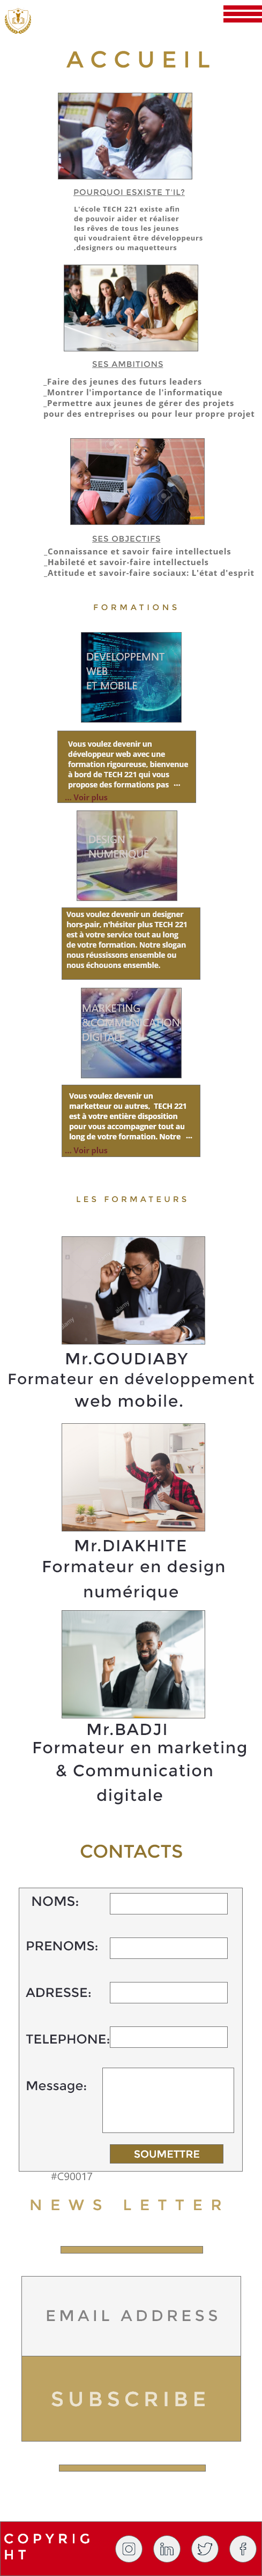 ACCUEIL
POURQUOI ESXISTE T'IL?
L'école TECH 221 existe afin
de pouvoir aider et réaliser
les rêves de tous les jeunes
qui voudraient être développeurs
,designers ou maquetteurs
SES AMBITIONS
_Faire des jeunes des futurs leaders
_Montrer l'importance de l'informatique
_Permettre aux jeunes de gérer des projets
pour des entreprises ou pour leur propre projet
SES OBJECTIFS
_Connaissance et savoir faire intellectuels
_Habileté et savoir-faire intellectuels
_Attitude et savoir-faire sociaux: L'état d'esprit
FORMATIONS
DEVELOPPEMNT
WEB
ET MOBILE
Vous voulez devenir un
développeur web avec une
formation rigoureuse, bienvenue
à bord de TECH 221 qui vous
propose des formations pas ...
... Voir plus
DESIGN
NUMERIQUE
Vous voulez devenir un designer
hors-pair, n'hésiter plus TECH 221
est à votre service tout au long
de votre formation. Notre slogan
nous réussissons ensemble ou
nous échouons ensemble.
MARKETING
&COMMUNICATION
DIGITALE
Vous voulez devenir un
marketteur ou autres, TECH 221
est à votre entière disposition
pour vous accompagner tout au
long de votre formation. Notre ...
... Voir plus
LES FORMATEURS
Mr.GOUDIABY
Formateur en développement
web mobile.
Mr.DIAKHITE
Formateur en design
numérique
Mr.BADJI
Formateur en marketing
& Communication
digitale
CONTACTS
NOMS:
PRENOMS:
ADRESSE:
TELEPHONE:
Message:
SOUMETTRE
#C90017
NEWS LETTER
EMAIL ADDRESS
SUBSCRIBE
COPYRIG
HT